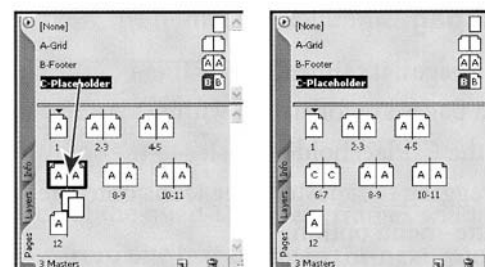 [None]
A-Grid
B-Footer
A A
C-Placeholder
B B
A
A A
A A
1
2-3
4-5
A A
A A
A A
8-9
10-11
A
12
Info
Layers
Pages
3 Masters
[None]
A-Grid
B-Footer
A A
C-Placeholder
B B
A
A A
A A
1
2-3
4-5
C C
A A
A A
6-7
8-9
10-11
A
12
Info
Layers
Pages
3 Masters